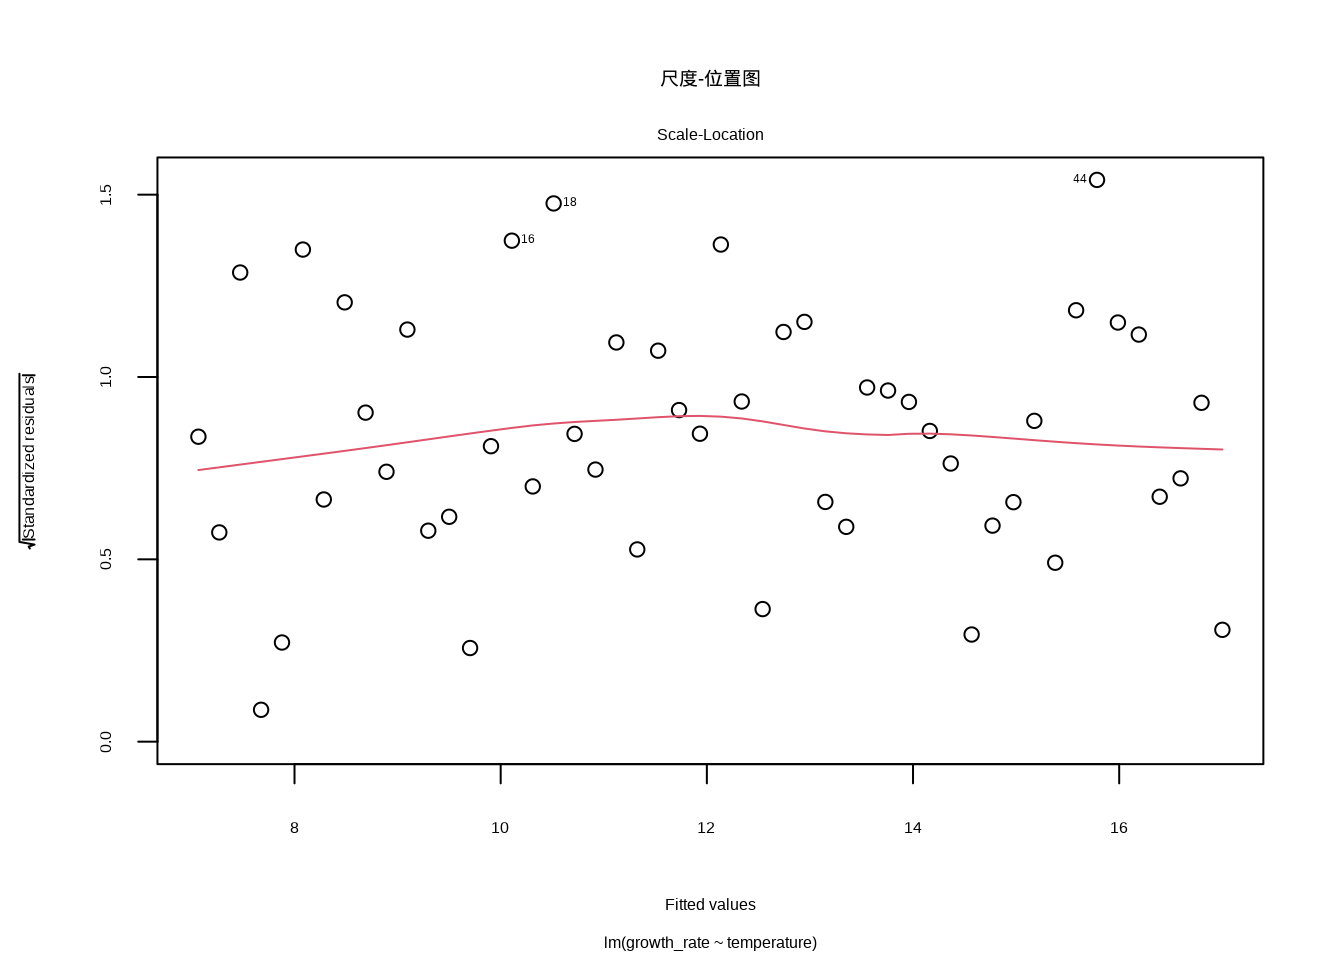 尺度-位置图
Scale-Location
√|Standardized residuals|
1.5
1.0
0.5
0.0
44
18
16
8 10 12 14 16
Fitted values
lm(growth_rate ~ temperature)